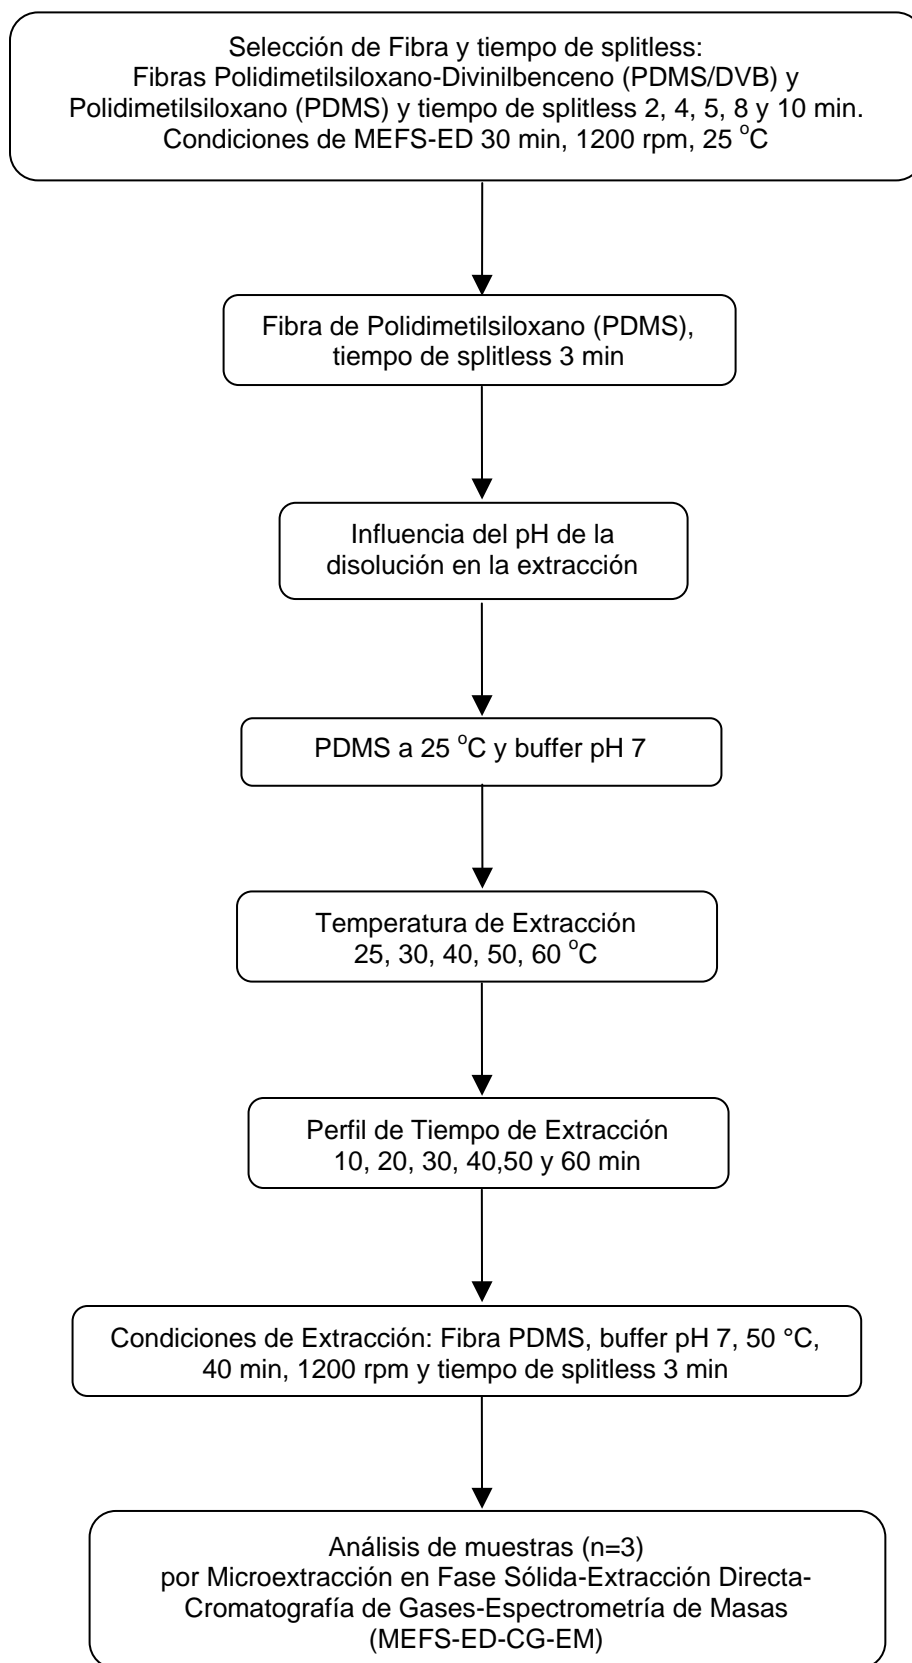 Selección de Fibra y tiempo de splitless:
Fibras Polidimetilsiloxano-Divinilbenceno (PDMS/DVB) y
Polidimetilsiloxano (PDMS) y tiempo de splitless 2, 4, 5, 8 y 10 min.
Condiciones de MEFS-ED 30 min, 1200 rpm, 25 °C
Fibra de Polidimetilsiloxano (PDMS),
tiempo de splitless 3 min
Influencia del pH de la
disolución en la extracción
PDMS a 25 °C y buffer pH 7
Temperatura de Extracción
25, 30, 40, 50, 60 °C
Perfil de Tiempo de Extracción
10, 20, 30, 40,50 y 60 min
Condiciones de Extracción: Fibra PDMS, buffer pH 7, 50 °C,
40 min, 1200 rpm y tiempo de splitless 3 min
Análisis de muestras (n=3)
por Microextracción en Fase Sólida-Extracción Directa-
Cromatografía de Gases-Espectrometría de Masas
(MEFS-ED-CG-EM)